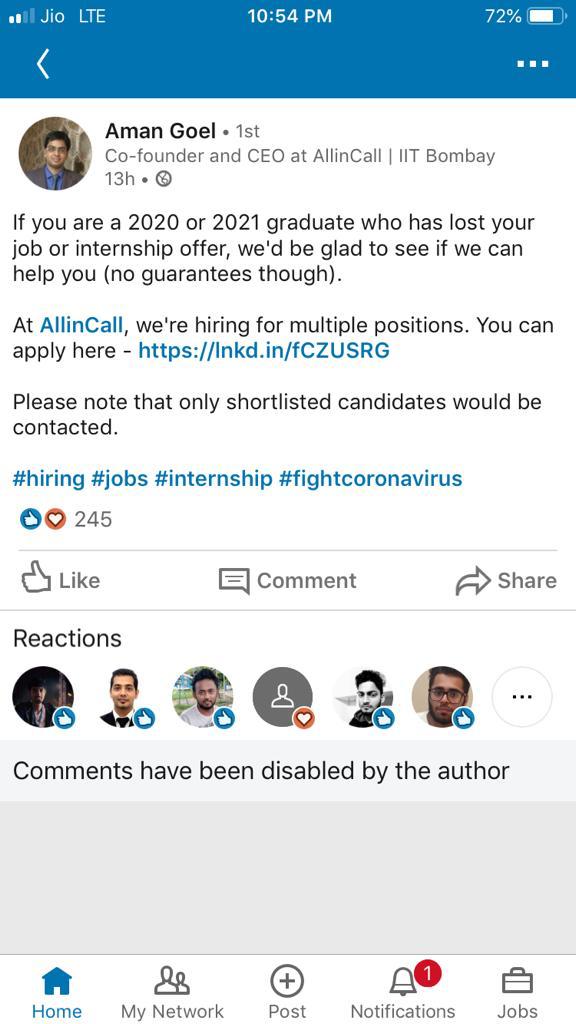 Jio LTE 10:54 PM 72%
Aman Goel • 1st
Co-founder and CEO at AllinCall | IIT Bombay
13h •
If you are a 2020 or 2021 graduate who has lost your
job or internship offer, we'd be glad to see if we can
help you (no guarantees though).
At AllinCall, we're hiring for multiple positions. You can
apply here - https://lnkd.in/fCZUSRG
Please note that only shortlisted candidates would be
contacted.
#hiring #jobs #internship #fightcoronavirus
245
Like Comment Share
Reactions
Comments have been disabled by the author
1
Home My Network Post Notifications Jobs